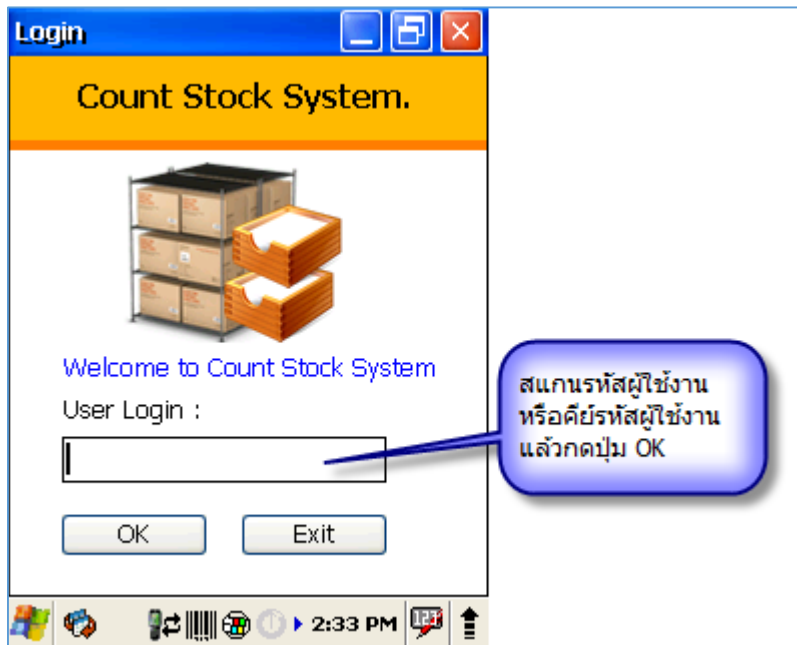 Login
Count Stock System.
Welcome to Count Stock System
User Login :
สแกนรหัสผู้ใช้งาน
หรือคีย์รหัสผู้ใช้งาน
แล้วกดปุ่ม OK
OK
Exit
2:33 PM